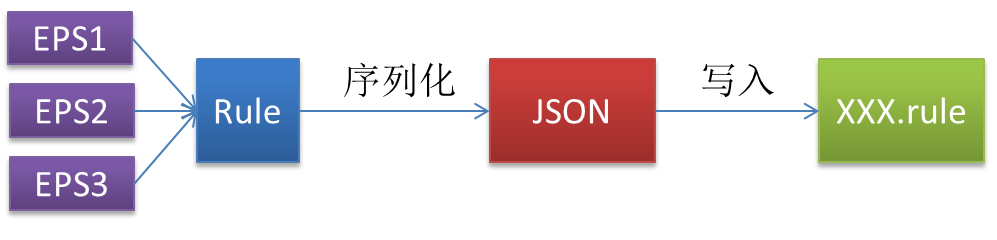 EPS1
EPS2
EPS3
Rule
序列化
JSON
写入
XXX.rule